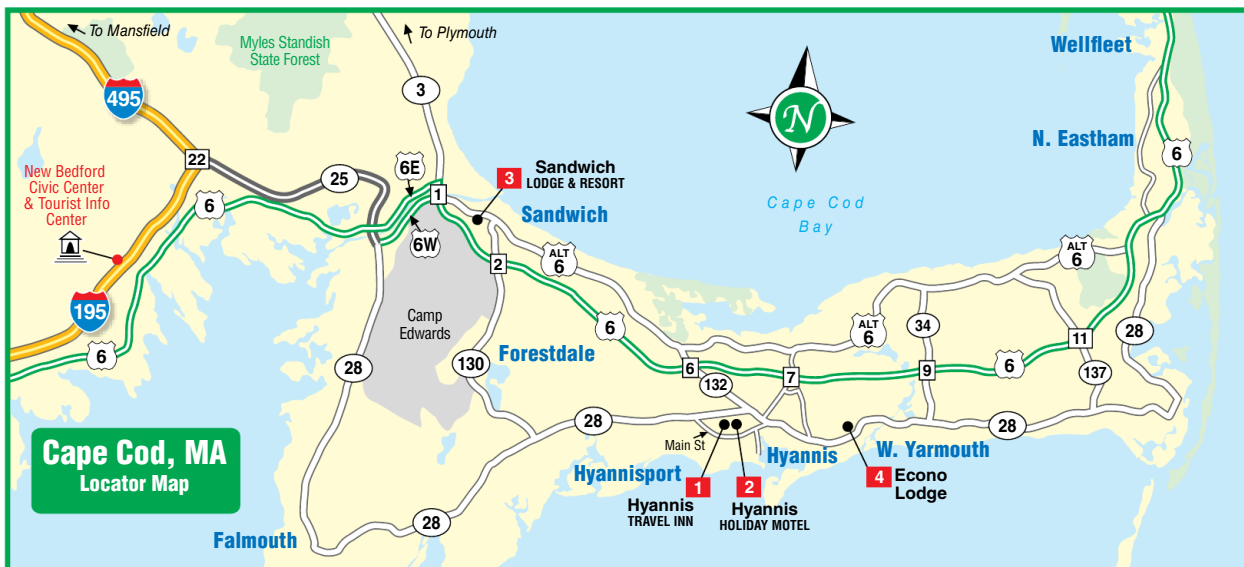 To Mansfield
To Plymouth
Myles Standish
State Forest
Wellfleet
495
3
N. Eastham
22
6E
3
Sandwich
LODGE & RESORT
6
New Bedford
Civic Center
& Tourist Info
Center
25
1
N
6
Sandwich
Cape Cod
Bay
6W
ALT
6
ALT
6
2
195
Camp
Edwards
6
ALT
6
34
28
6
Forestdale
11
28
130
6
132
7
9
6
137
Cape Cod, MA
Locator Map
28
Main St
28
Hyannisport
Hyannis
W. Yarmouth
1
Hyannis
TRAVEL INN
2
Hyannis
HOLIDAY MOTEL
4
Econo
Lodge
28
Falmouth